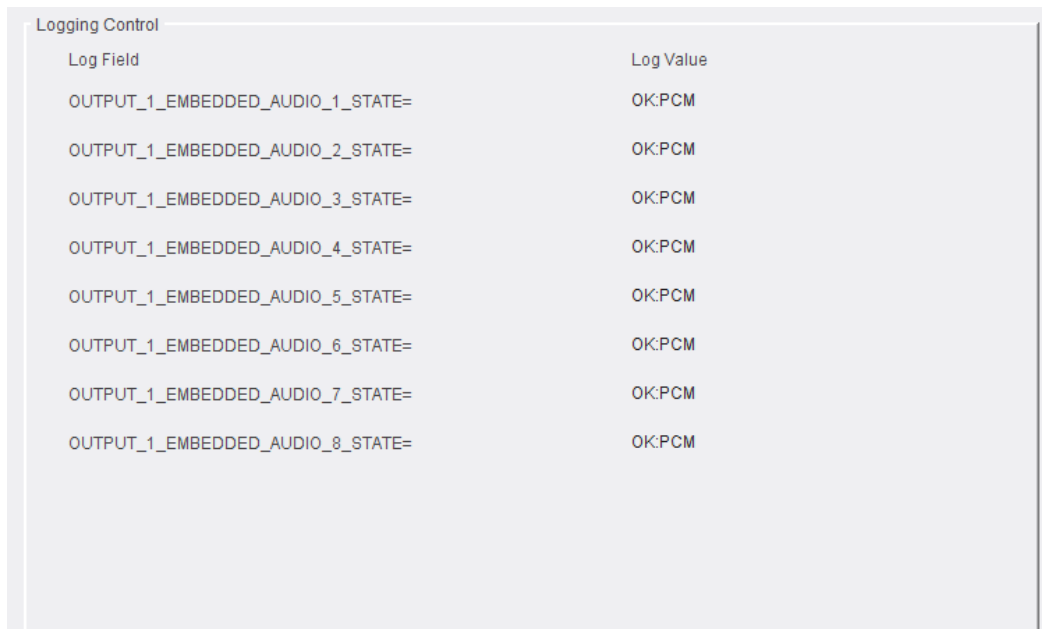 Logging Control
Log Field Log Value
OUTPUT_1_EMBEDDED_AUDIO_1_STATE= OK:PCM
OUTPUT_1_EMBEDDED_AUDIO_2_STATE= OK:PCM
OUTPUT_1_EMBEDDED_AUDIO_3_STATE= OK:PCM
OUTPUT_1_EMBEDDED_AUDIO_4_STATE= OK:PCM
OUTPUT_1_EMBEDDED_AUDIO_5_STATE= OK:PCM
OUTPUT_1_EMBEDDED_AUDIO_6_STATE= OK:PCM
OUTPUT_1_EMBEDDED_AUDIO_7_STATE= OK:PCM
OUTPUT_1_EMBEDDED_AUDIO_8_STATE= OK:PCM